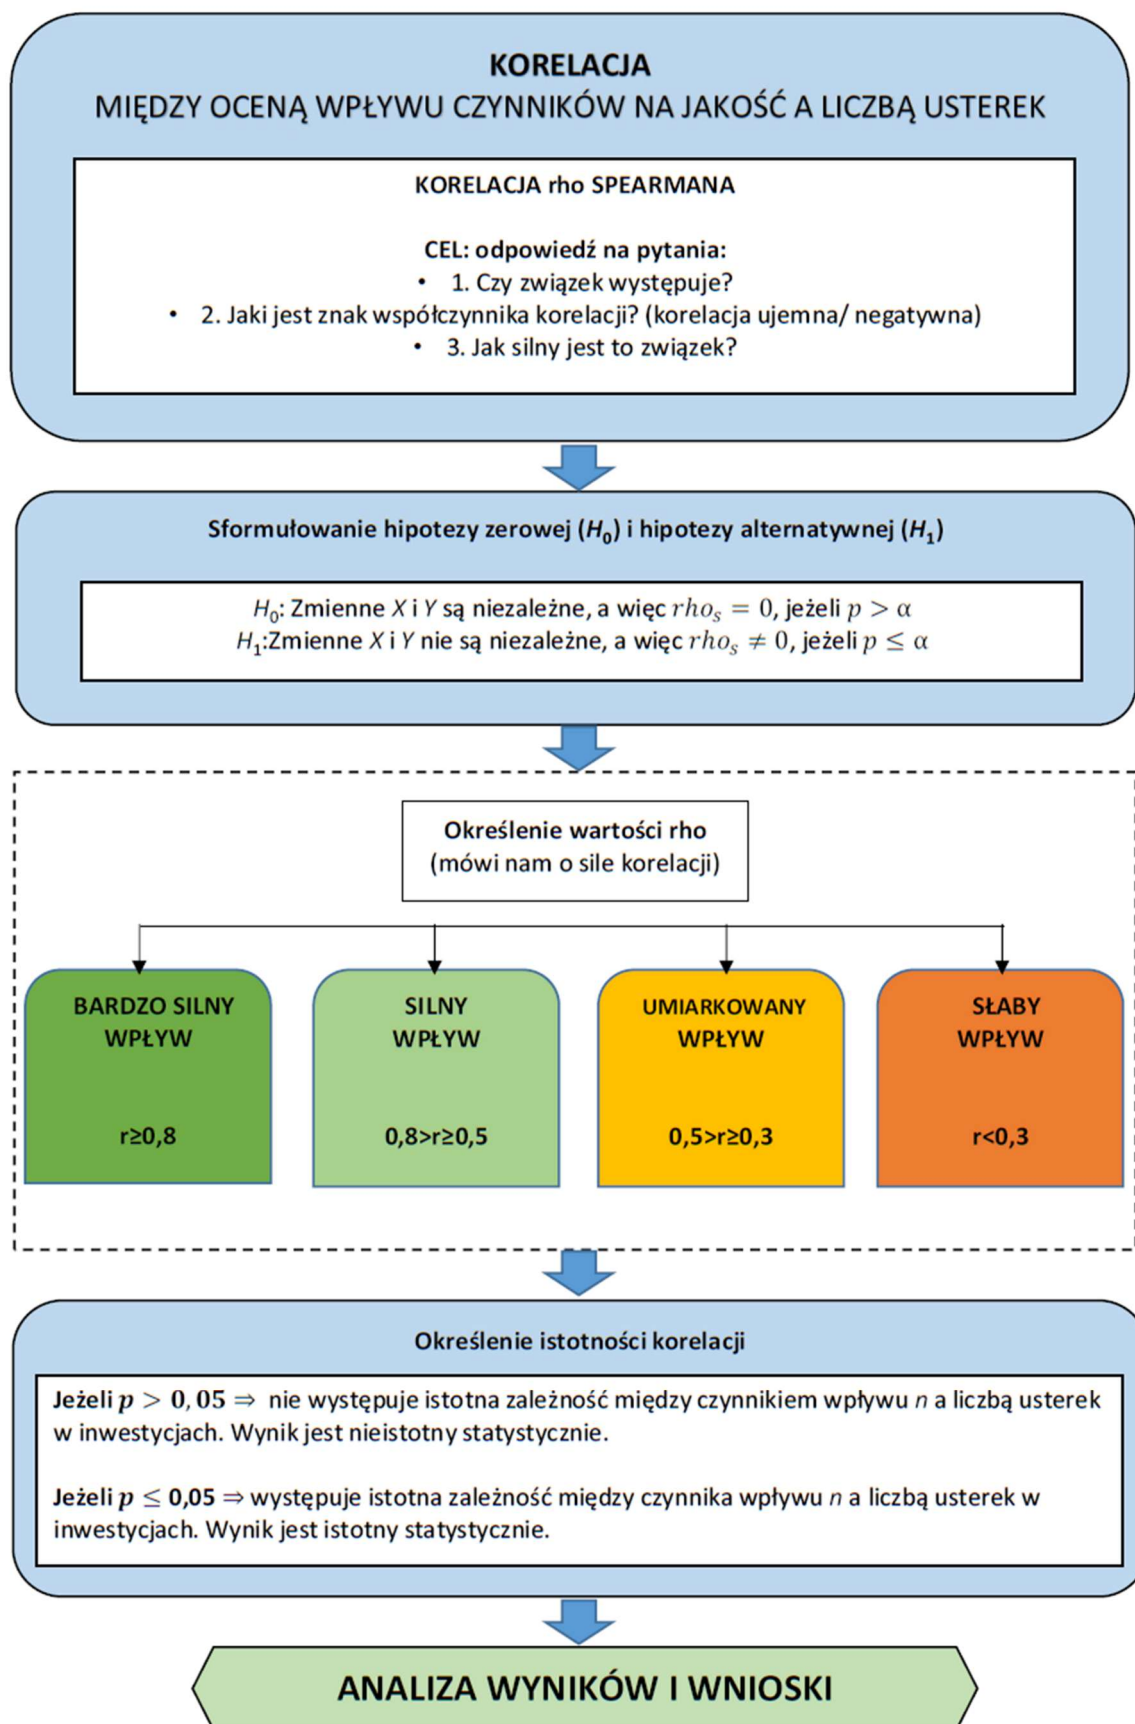 KORELACJA
MIĘDZY OCENĄ WPŁYWU CZYNNIKÓW NA JAKOŚĆ A LICZBĄ USTEREK
KORELACJA rho SPEARMANA
CEL: odpowiedź na pytania:
• 1. Czy związek występuje?
• 2. Jaki jest znak współczynnika korelacji? (korelacja ujemna/ negatywna)
• 3. Jak silny jest to związek?
Sformułowanie hipotezy zerowej (H₀) i hipotezy alternatywnej (H₁)
H₀: Zmienne X i Y są niezależne, a więc rhoₛ = 0, jeżeli p > α
H₁:Zmienne X i Y nie są niezależne, a więc rhoₛ ≠ 0, jeżeli p ≤ α
Określenie wartości rho
(mówi nam o sile korelacji)
BARDZO SILNY
WPŁYW
r≥0,8
SILNY
WPŁYW
0,8>r≥0,5
UMIARKOWANY
WPŁYW
0,5>r≥0,3
SŁABY
WPŁYW
r<0,3
Określenie istotności korelacji
Jeżeli p > 0,05 ⇒ nie występuje istotna zależność między czynnikiem wpływu n a liczbą usterek
w inwestycjach. Wynik jest nieistotny statystycznie.
Jeżeli p ≤ 0,05 ⇒ występuje istotna zależność między czynnika wpływu n a liczbą usterek w
inwestycjach. Wynik jest istotny statystycznie.
ANALIZA WYNIKÓW I WNIOSKI